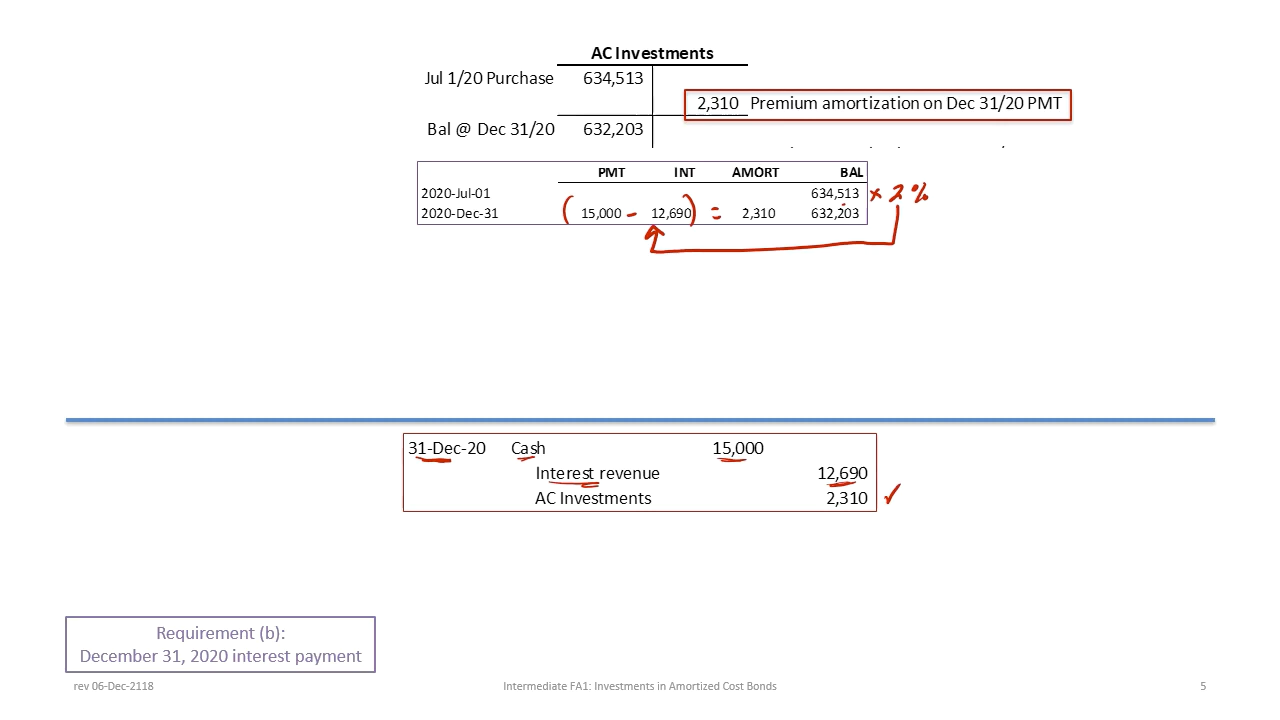 AC Investments
Jul 1/20 Purchase 634,513
2,310 Premium amortization on Dec 31/20 PMT
Bal @ Dec 31/20 632,203
PMT INT AMORT BAL
2020-Jul-01 634,513 × 2%
2020-Dec-31 ( 15,000 - 12,690 ) = 2,310 632,203
31-Dec-20 Cash 15,000
Interest revenue 12,690
AC Investments 2,310 ✓
Requirement (b):
December 31, 2020 interest payment
rev 06-Dec-2118 Intermediate FA1: Investments in Amortized Cost Bonds 5